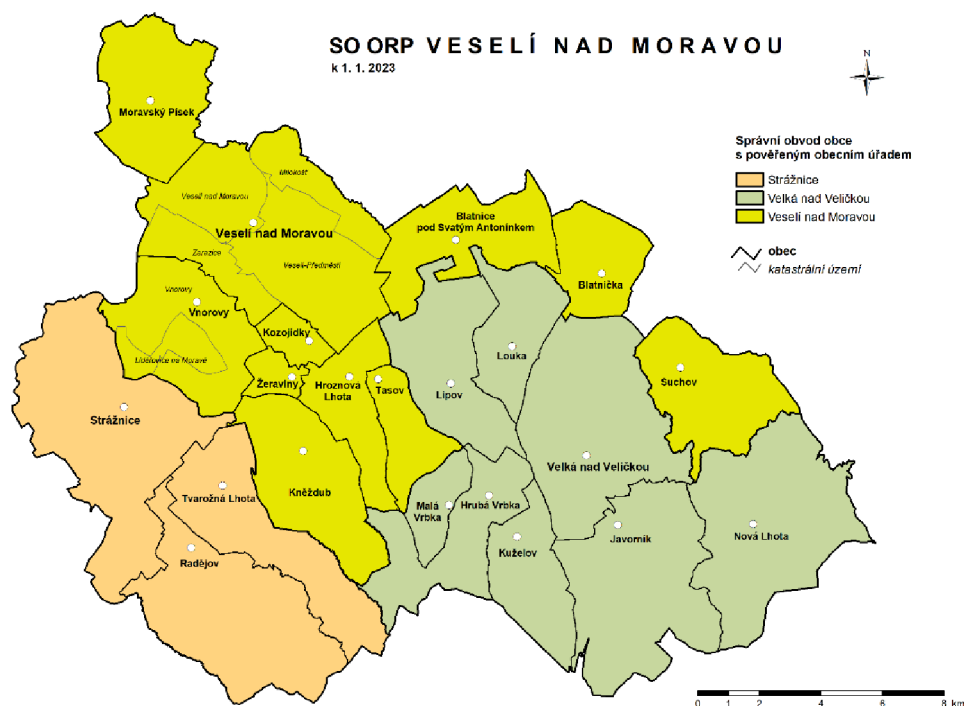 SO ORP VESELÍ NAD MORAVOU
k 1. 1. 2023
N
Správní obvod obce
s pověřeným obecním úřadem
Strážnice
Velká nad Veličkou
Veselí nad Moravou
obec
katastrální území
Moravský Písek
Milokošť
Veselí nad Moravou
Veselí nad Moravou
Zarazice
Veselí-Předměstí
Blatnice
pod Svatým Antonínkem
Blatnička
Vnorovy
Vnorovy
Lidéřovice na Moravě
Kozojídky
Žeraviny
Hroznová
Lhota
Tasov
Louka
Lipov
Suchov
Strážnice
Velká nad Veličkou
Kněždub
Tvarožná Lhota
Malá
Vrbka
Hrubá Vrbka
Kuželov
Javorník
Nová Lhota
Radějov
0 1 2 4 6 8 km